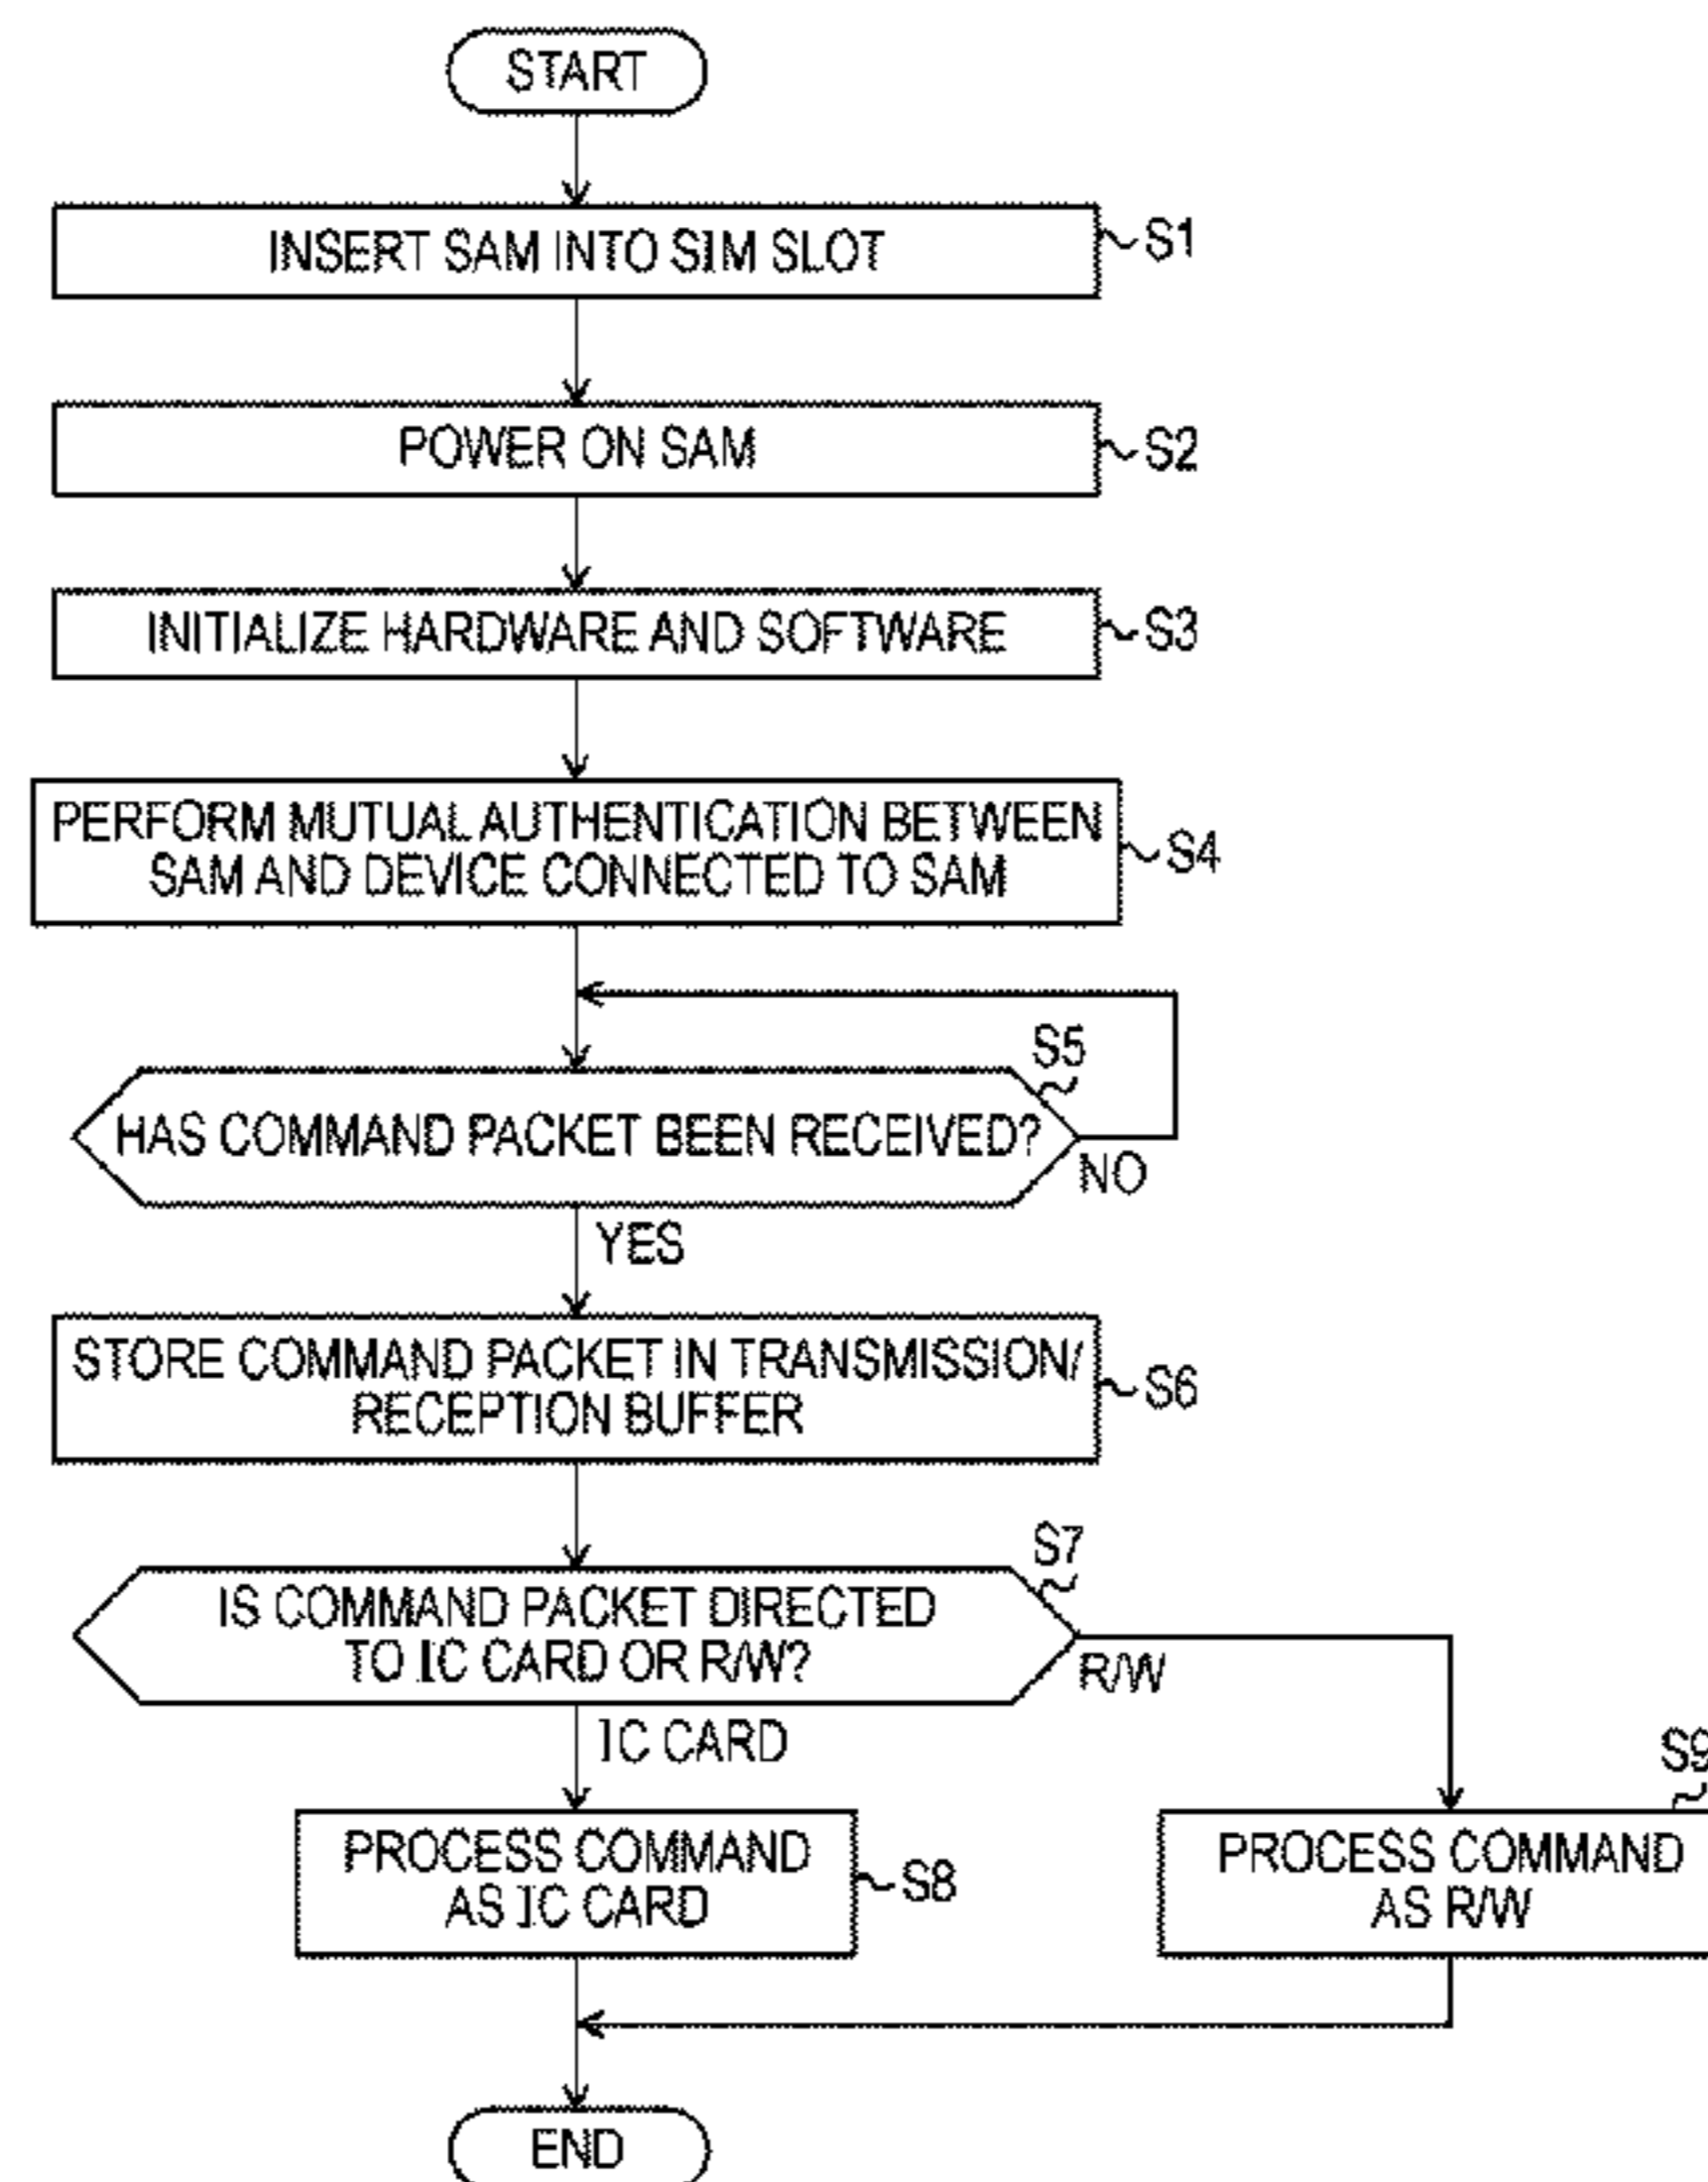 START
INSERT SAM INTO SIM SLOT
S1
POWER ON SAM
S2
INITIALIZE HARDWARE AND SOFTWARE
S3
PERFORM MUTUAL AUTHENTICATION BETWEEN
SAM AND DEVICE CONNECTED TO SAM
S4
S5
HAS COMMAND PACKET BEEN RECEIVED?
NO
YES
STORE COMMAND PACKET IN TRANSMISSION/
RECEPTION BUFFER
S6
S7
IS COMMAND PACKET DIRECTED
TO IC CARD OR R/W?
R/W
IC CARD
S9
PROCESS COMMAND
AS IC CARD
S8
PROCESS COMMAND
AS R/W
END